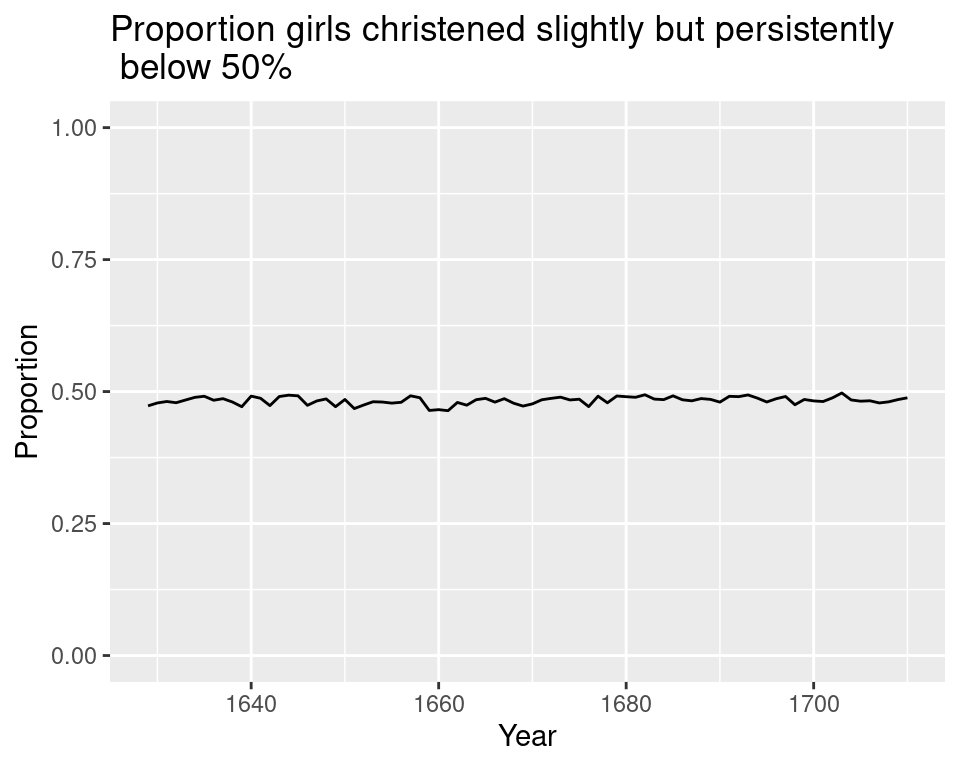 Proportion girls christened slightly but persistently
below 50%
1.00
0.75
0.50
0.25
0.00
Proportion
1640 1660 1680 1700
Year